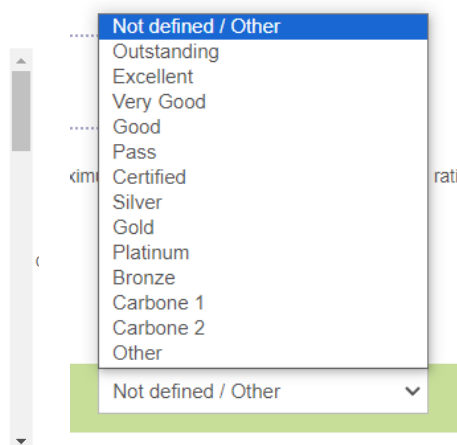 Not defined / Other
Outstanding
Excellent
Very Good
Good
Pass
Certified
Silver
Gold
Platinum
Bronze
Carbone 1
Carbone 2
Other
Not defined / Other